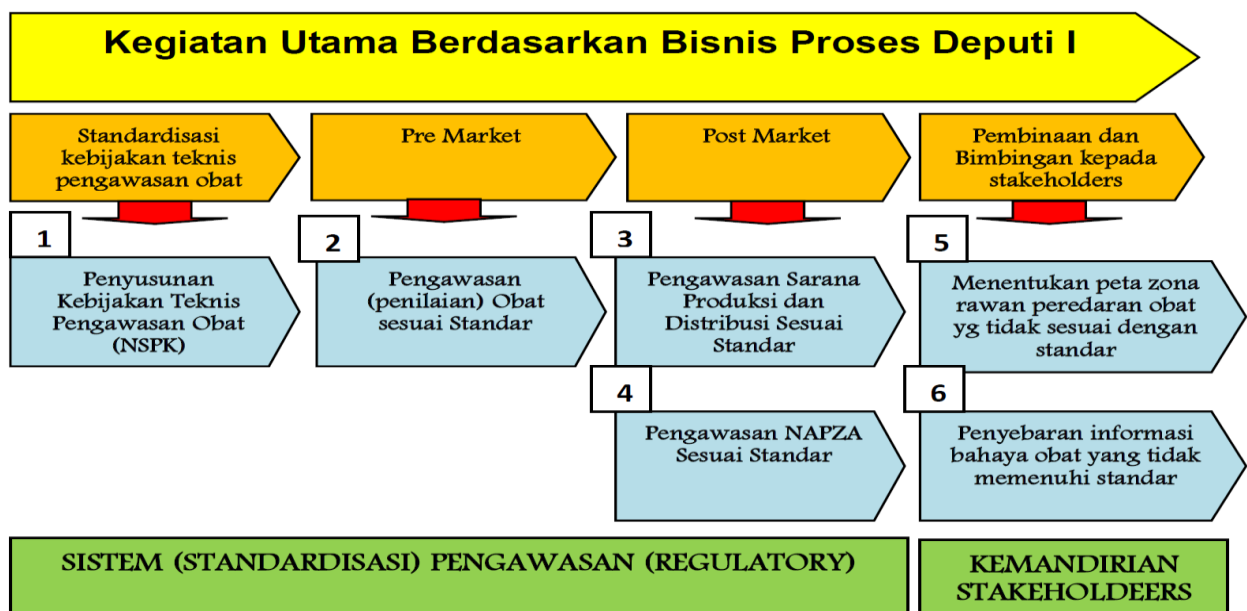 Kegiatan Utama Berdasarkan Bisnis Proses Deputi I
Standardisasi
kebijakan teknis
pengawasan obat
Pre Market
Post Market
Pembinaan dan
Bimbingan kepada
stakeholders
1
Penyusunan
Kebijakan Teknis
Pengawasan Obat
(NSPK)
2
Pengawasan
(penilaian) Obat
sesuai Standar
3
Pengawasan Sarana
Produksi dan
Distribusi Sesuai
Standar
4
Pengawasan NAPZA
Sesuai Standar
5
Menentukan peta zona
rawan peredaran obat
yg tidak sesuai dengan
standar
6
Penyebaran informasi
bahaya obat yang tidak
memenuhi standar
SISTEM (STANDARDISASI) PENGAWASAN (REGULATORY)
KEMANDIRIAN
STAKEHOLDEERS